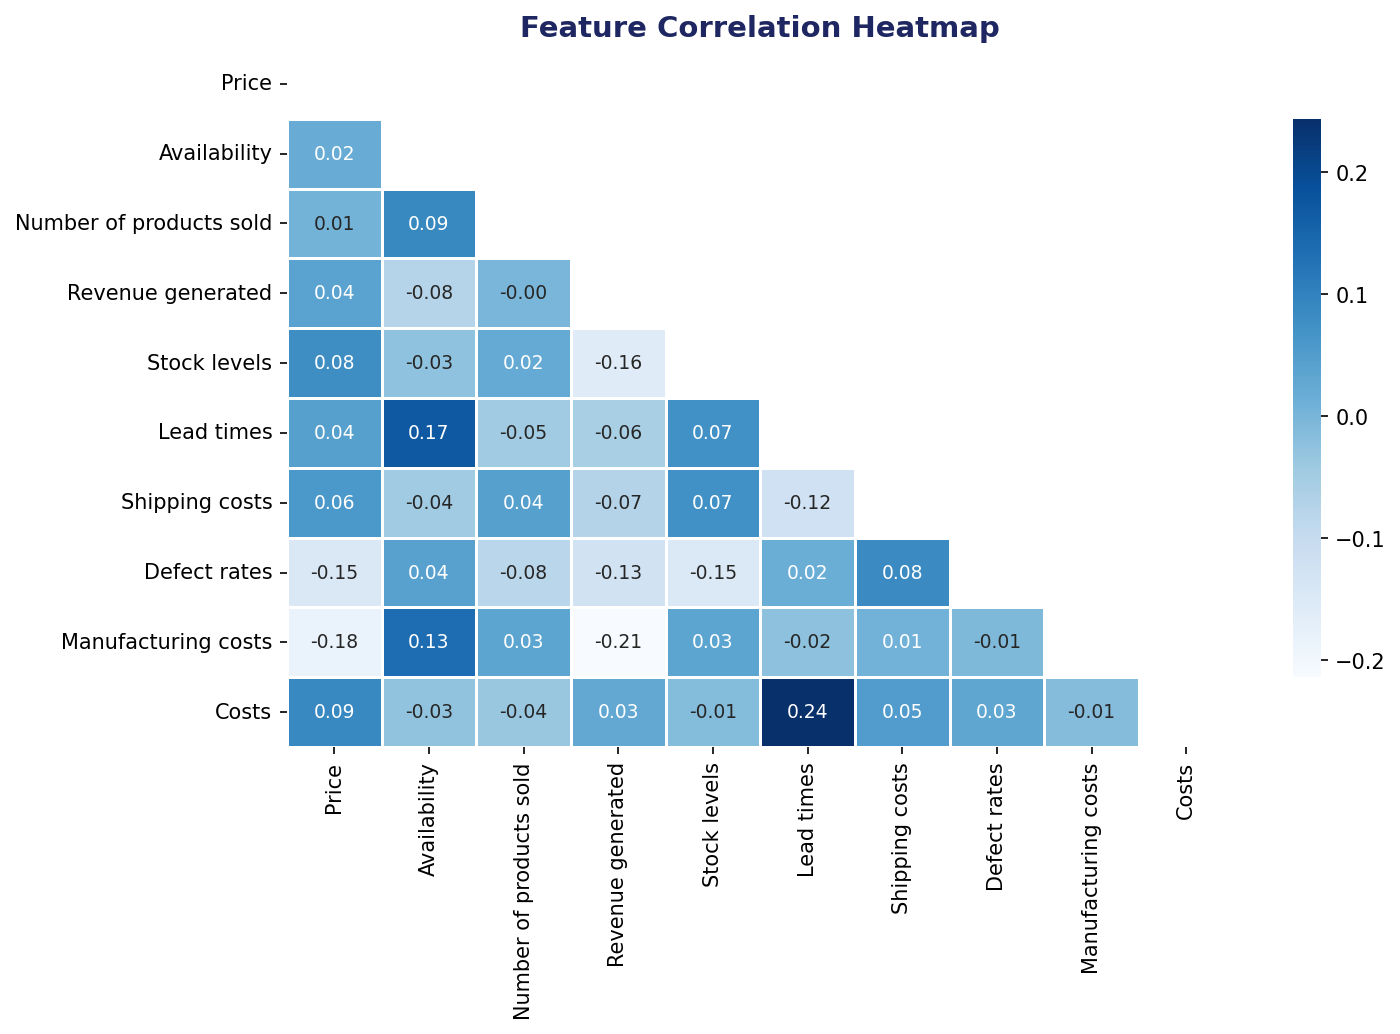 Feature Correlation Heatmap
Price
Availability 0.02
Number of products sold 0.01 0.09
Revenue generated 0.04 -0.08 -0.00
Stock levels 0.08 -0.03 0.02 -0.16
Lead times 0.04 0.17 -0.05 -0.06 0.07
Shipping costs 0.06 -0.04 0.04 -0.07 0.07 -0.12
Defect rates -0.15 0.04 -0.08 -0.13 -0.15 0.02 0.08
Manufacturing costs -0.18 0.13 0.03 -0.21 0.03 -0.02 0.01 -0.01
Costs 0.09 -0.03 -0.04 0.03 -0.01 0.24 0.05 0.03 -0.01
Price
Availability
Number of products sold
Revenue generated
Stock levels
Lead times
Shipping costs
Defect rates
Manufacturing costs
Costs
0.2
0.1
0.0
−0.1
−0.2